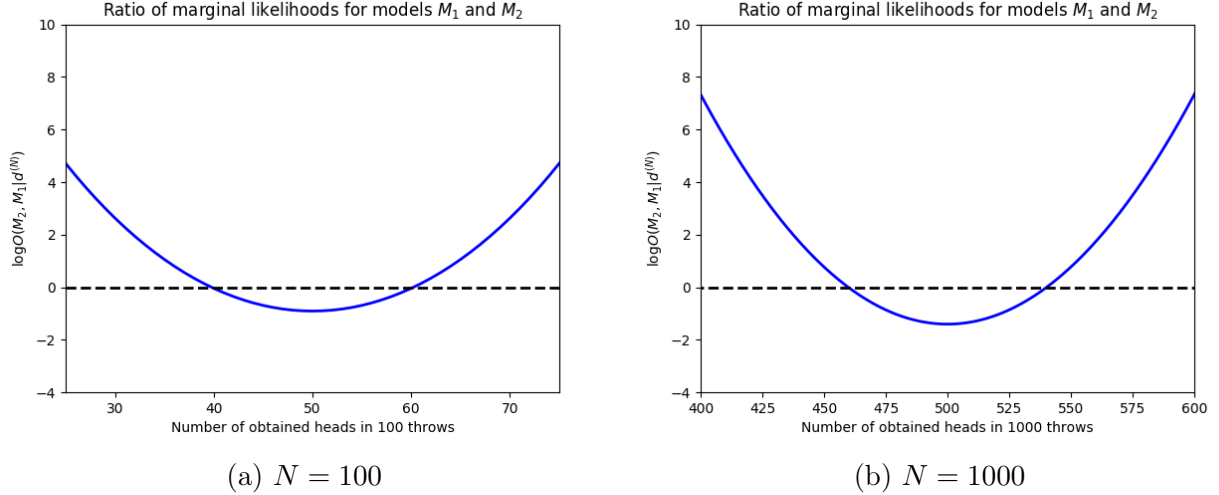 Ratio of marginal likelihoods for models M₁ and M₂
10
8
6
4
2
0
−2
−4
log O(M₂, M₁|d⁽ᴺ⁾)
30 40 50 60 70
Number of obtained heads in 100 throws
(a) N = 100
Ratio of marginal likelihoods for models M₁ and M₂
10
8
6
4
2
0
−2
−4
log O(M₂, M₁|d⁽ᴺ⁾)
400 425 450 475 500 525 550 575 600
Number of obtained heads in 1000 throws
(b) N = 1000